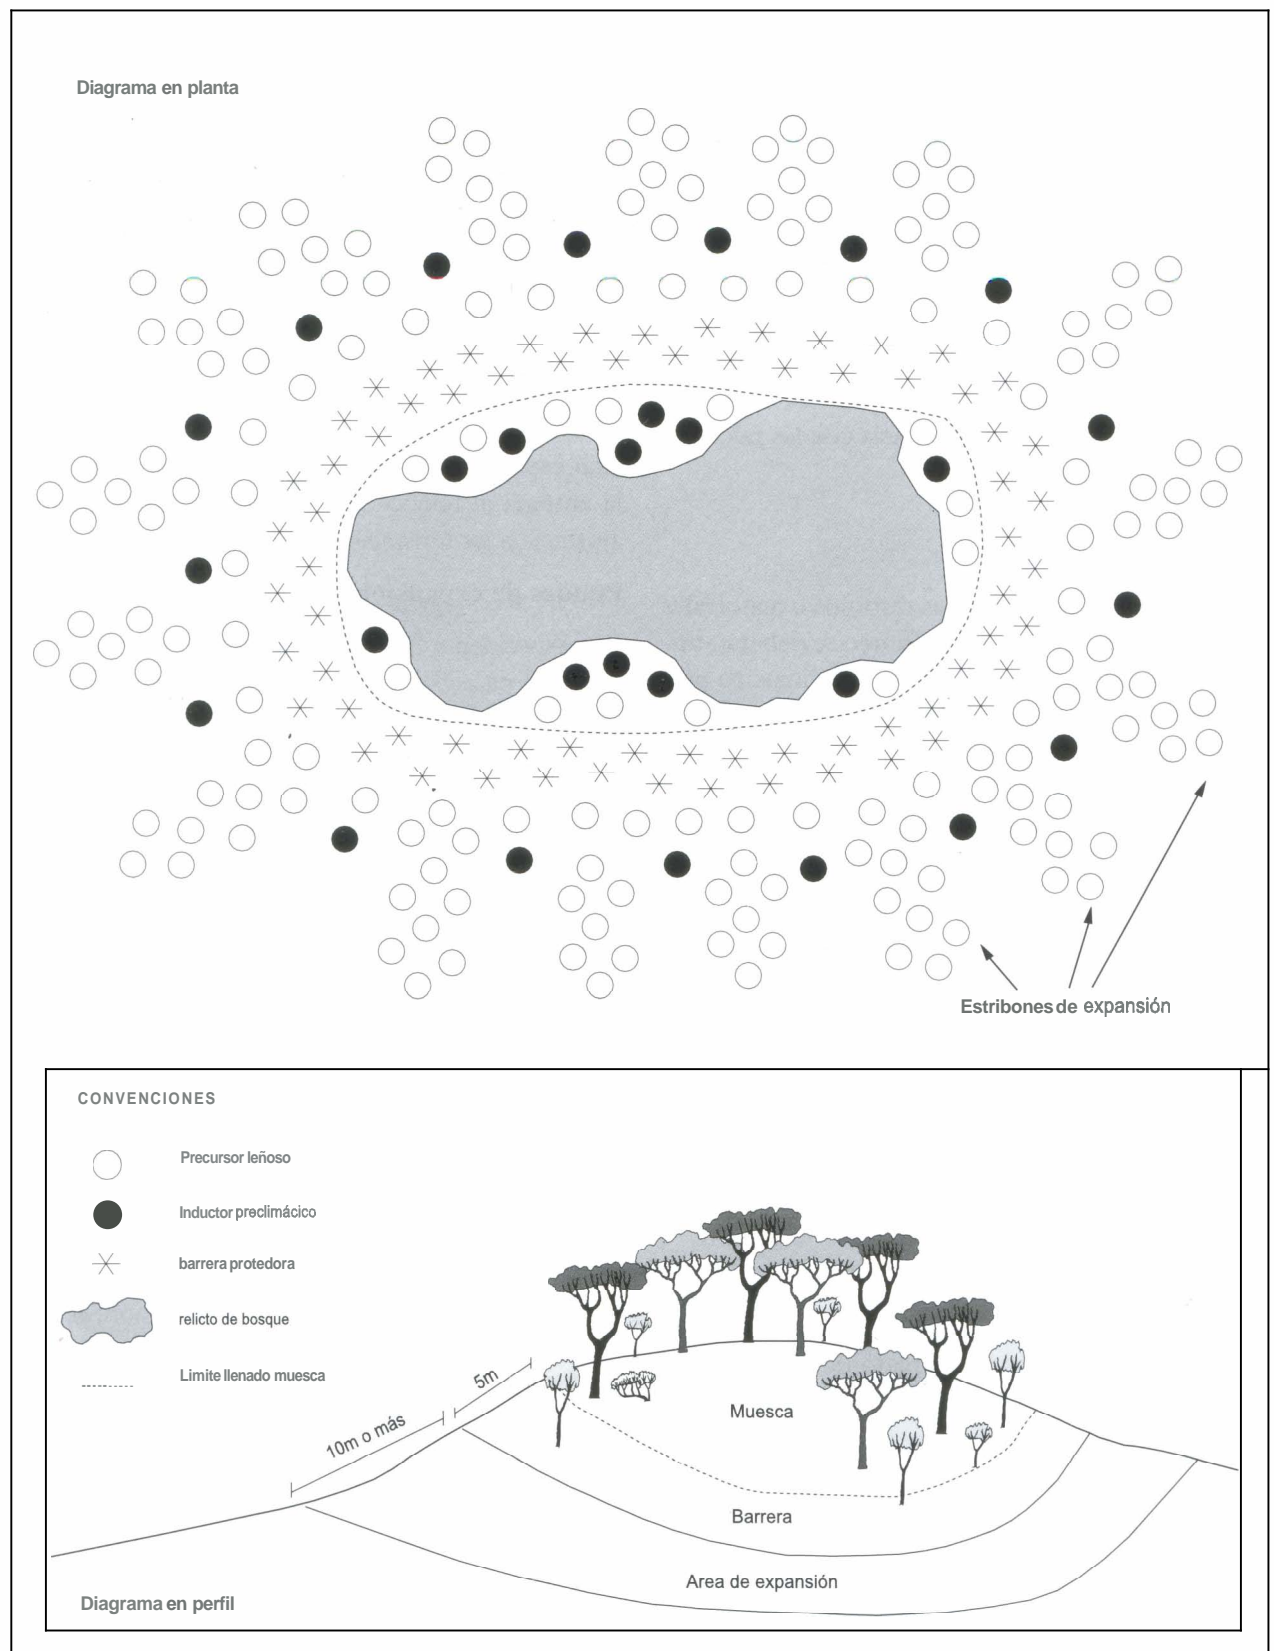 Diagrama en planta
Estribones de expansión
CONVENCIONES
Precursor leñoso
Inductor preclimácico
barrera protedora
relicto de bosque
Limite llenado muesca
5m
10m o más
Muesca
Barrera
Area de expansión
Diagrama en perfil